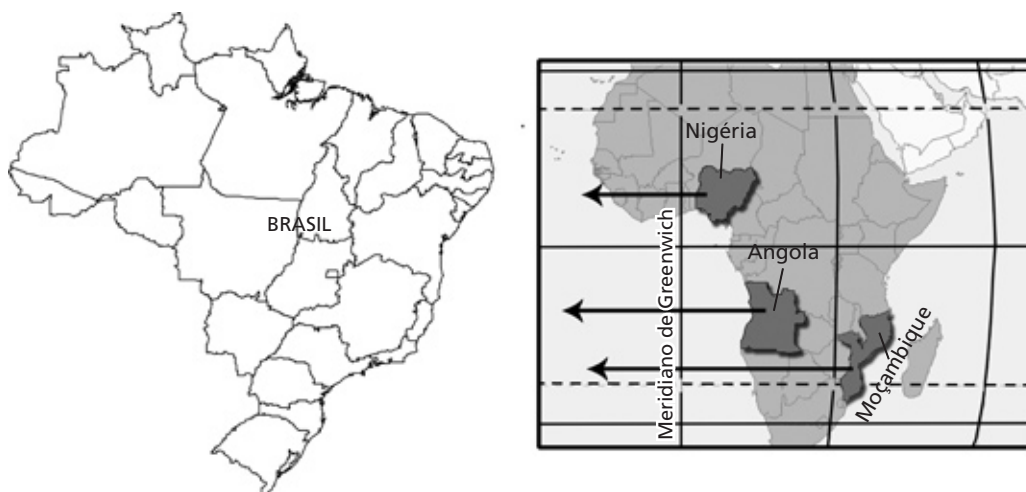 BRASIL
Nigéria
Meridiano de Greenwich
Angola
Moçambique